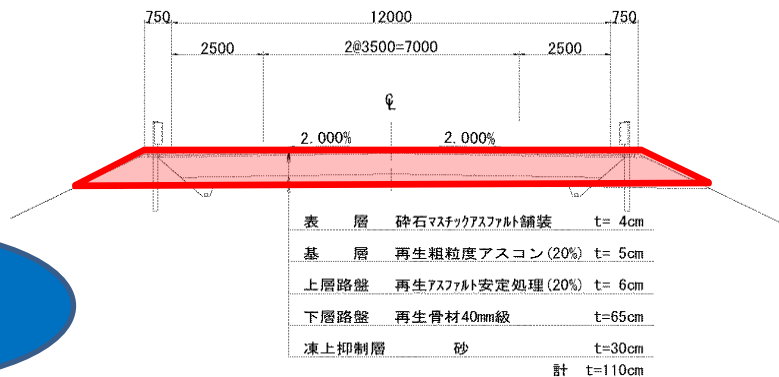 750 12000 750
2500 2@3500=7000 2500
℄
2.000% 2.000%
表 層 砕石マスチックアスファルト舗装 t= 4cm
基 層 再生粗粒度アスコン(20%) t= 5cm
上層路盤 再生アスファルト安定処理(20%) t= 6cm
下層路盤 再生骨材40mm級 t=65cm
凍上抑制層 砂 t=30cm
計 t=110cm